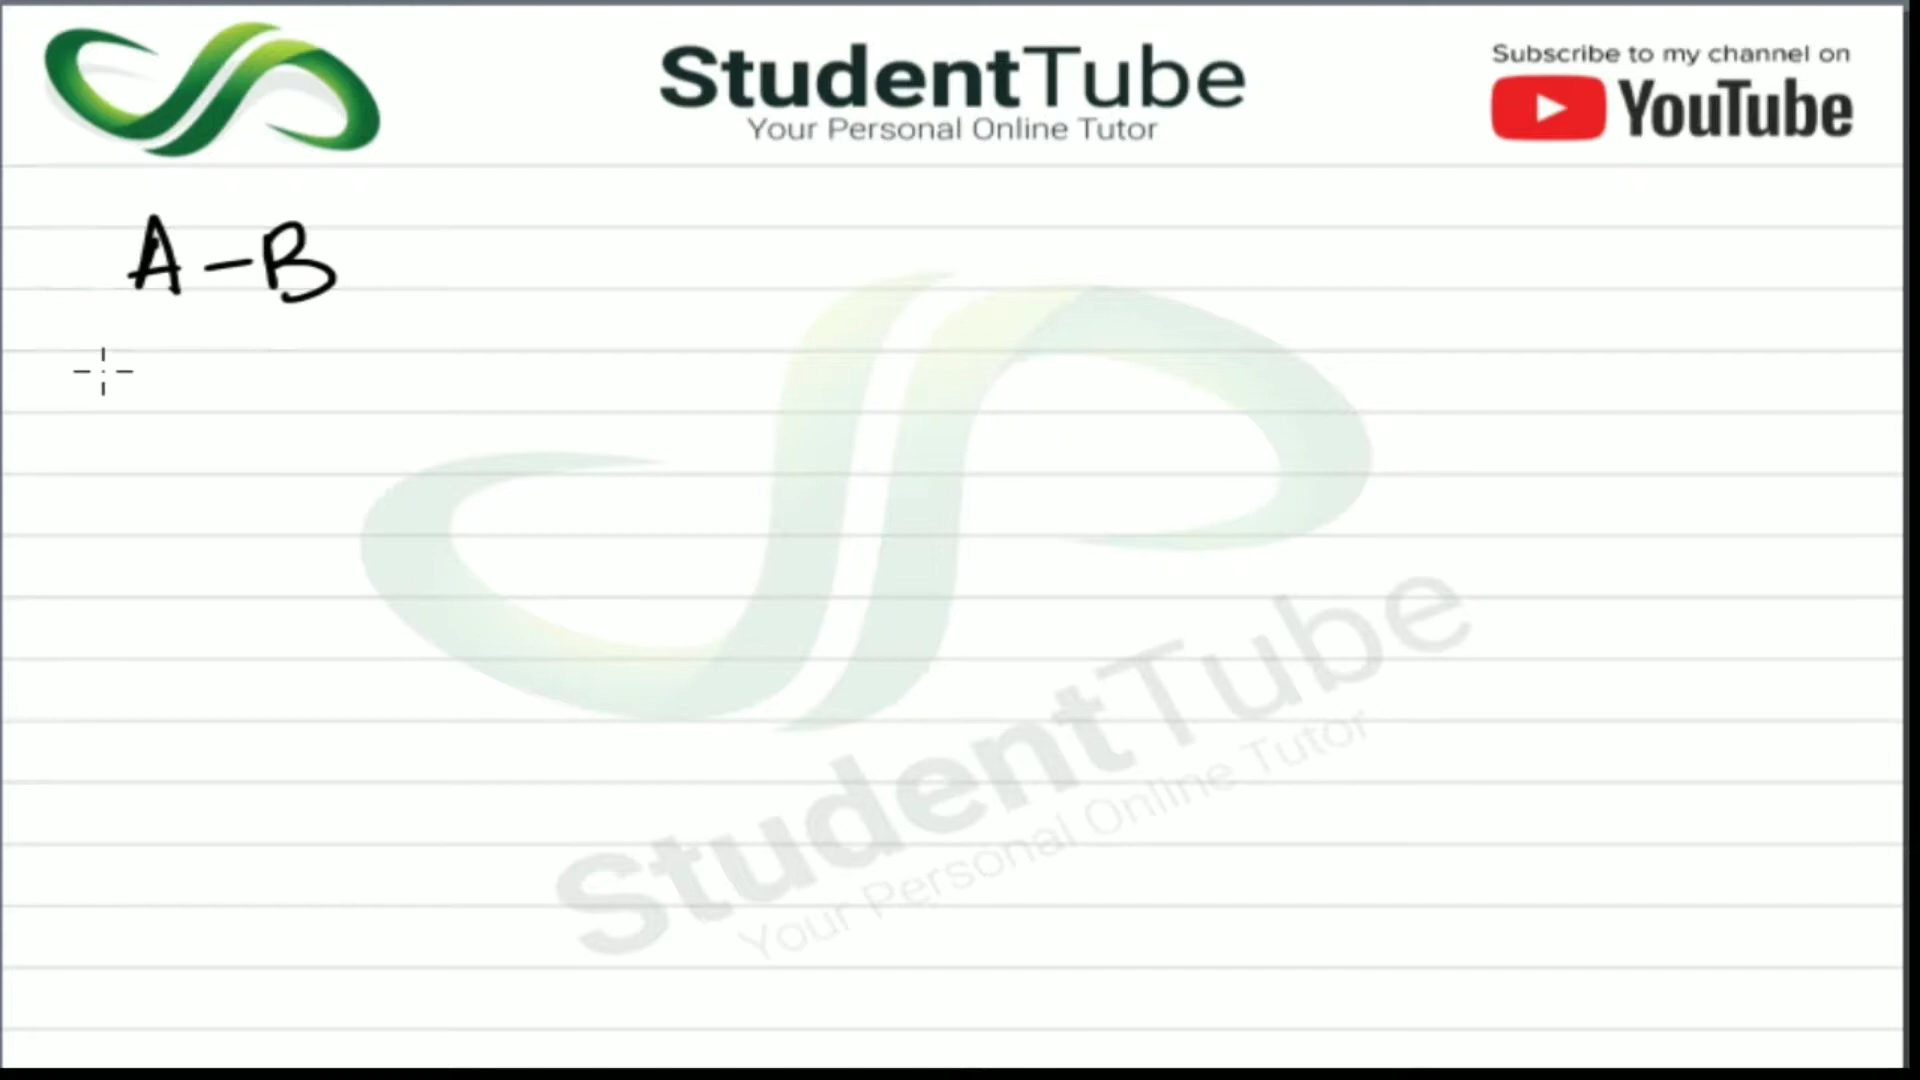 StudentTube
Your Personal Online Tutor
Subscribe to my channel on
YouTube
A-B
StudentTube
Your Personal Online Tutor